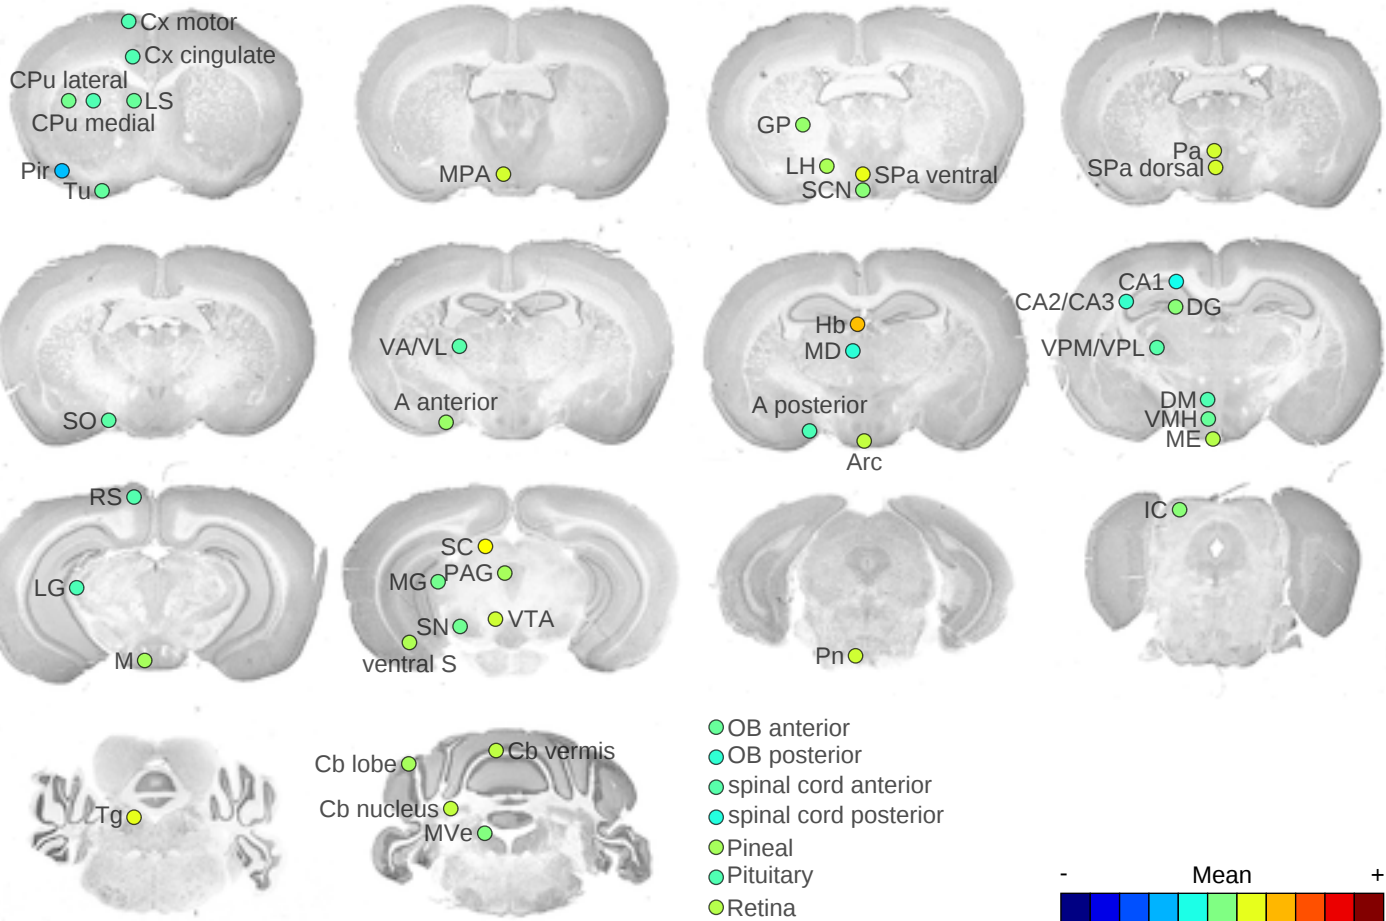 Cx motor
Cx cingulate
CPu lateral
LS
CPu medial
Pir
Tu
MPA
GP
LH
SPa ventral
SCN
Pa
SPa dorsal
SO
VA/VL
A anterior
Hb
MD
A posterior
Arc
CA1
CA2/CA3
DG
VPM/VPL
DM
VMH
ME
RS
LG
M
SC
PAG
MG
VTA
SN
ventral S
Pn
IC
Tg
Cb vermis
Cb lobe
Cb nucleus
MVe
OB anterior
OB posterior
spinal cord anterior
spinal cord posterior
Pineal
Pituitary
Retina
- Mean +